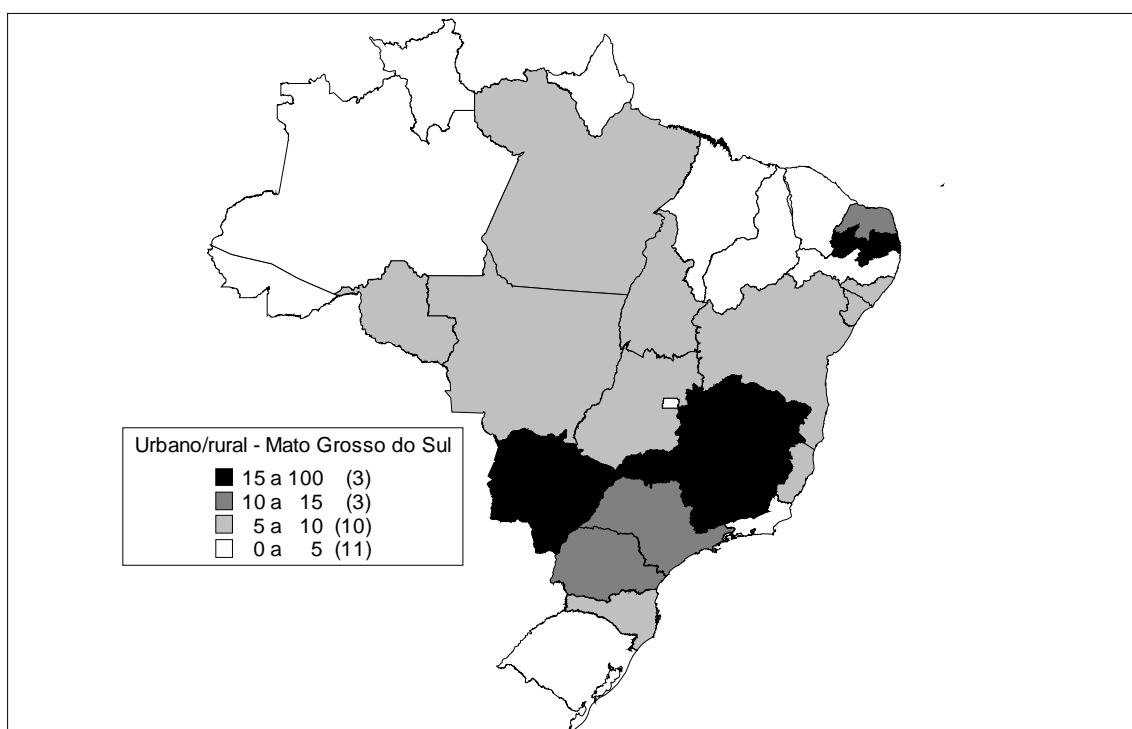 Urbano/rural - Mato Grosso do Sul
15 a 100 (3)
10 a 15 (3)
5 a 10 (10)
0 a 5 (11)